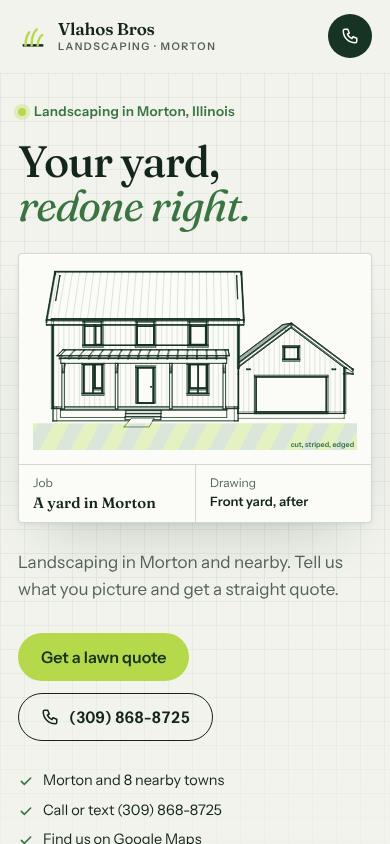 Vlahos Bros
LANDSCAPING · MORTON
Landscaping in Morton, Illinois
Your yard,
redone right.
cut, striped, edged
Job
A yard in Morton
Drawing
Front yard, after
Landscaping in Morton and nearby. Tell us
what you picture and get a straight quote.
Get a lawn quote
(309) 868-8725
Morton and 8 nearby towns
Call or text (309) 868-8725
Find us on Google Maps